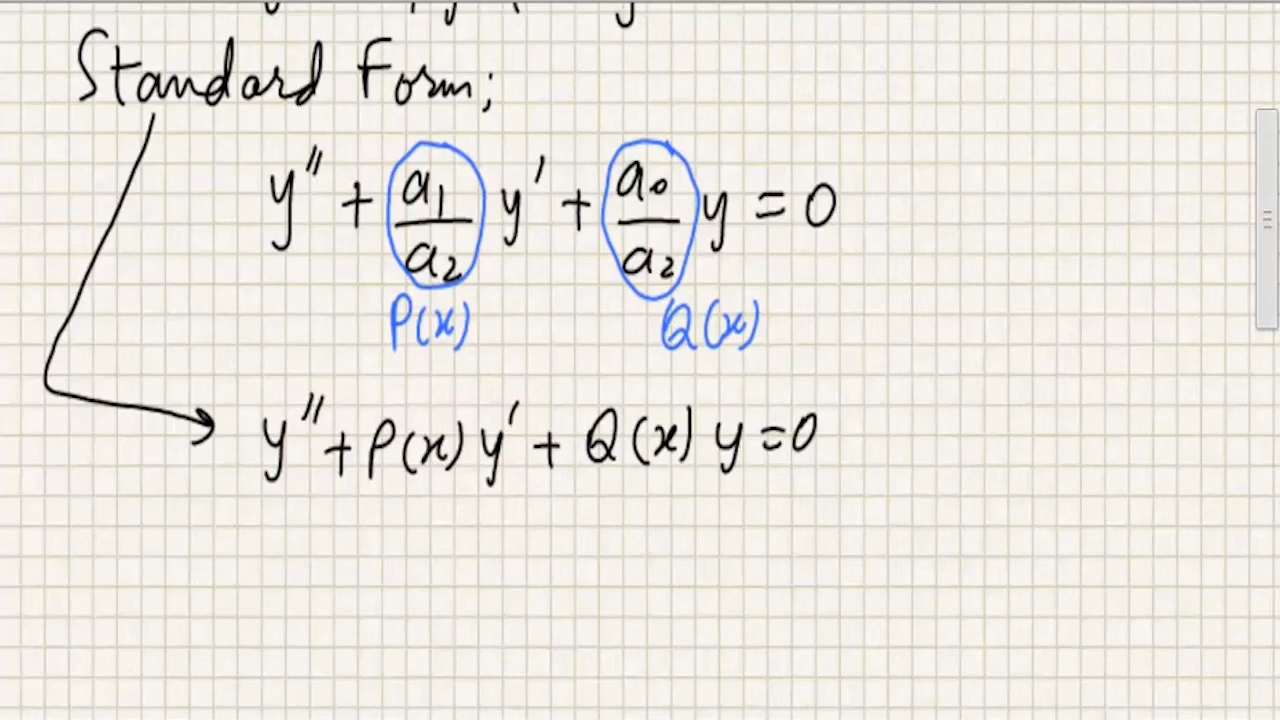 Standard Form;
y'' + a1/a2 y' + a0/a2 y = 0
P(x) Q(x)
y'' + P(x) y' + Q(x) y = 0